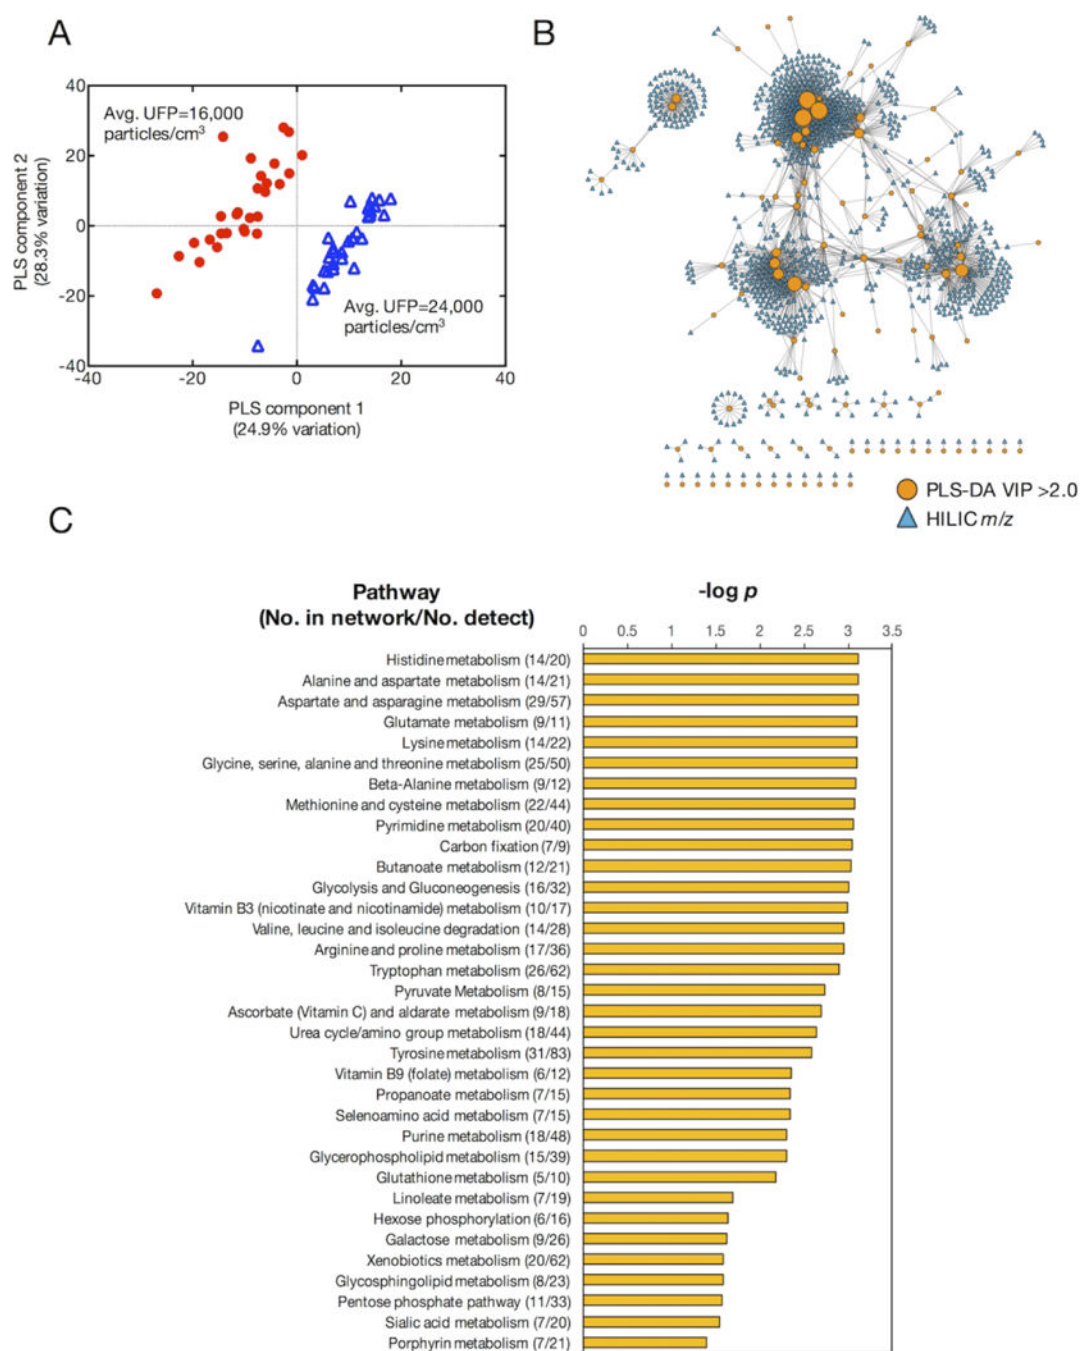 A
B
Avg. UFP=16,000
particles/cm³
Avg. UFP=24,000
particles/cm³
40
20
0
-20
-40
-40
-20
0
20
40
PLS component 2
(28.3% variation)
PLS component 1
(24.9% variation)
PLS-DA VIP >2.0
HILIC m/z
C
Pathway
(No. in network/No. detect)
-log p
0 0.5 1 1.5 2 2.5 3 3.5
Histidine metabolism (14/20)
Alanine and aspartate metabolism (14/21)
Aspartate and asparagine metabolism (29/57)
Glutamate metabolism (9/11)
Lysine metabolism (14/22)
Glycine, serine, alanine and threonine metabolism (25/50)
Beta-Alanine metabolism (9/12)
Methionine and cysteine metabolism (22/44)
Pyrimidine metabolism (20/40)
Carbon fixation (7/9)
Butanoate metabolism (12/21)
Glycolysis and Gluconeogenesis (16/32)
Vitamin B3 (nicotinate and nicotinamide) metabolism (10/17)
Valine, leucine and isoleucine degradation (14/28)
Arginine and proline metabolism (17/36)
Tryptophan metabolism (26/62)
Pyruvate Metabolism (8/15)
Ascorbate (Vitamin C) and aldarate metabolism (9/18)
Urea cycle/amino group metabolism (18/44)
Tyrosine metabolism (31/83)
Vitamin B9 (folate) metabolism (6/12)
Propanoate metabolism (7/15)
Selenoamino acid metabolism (7/15)
Purine metabolism (18/48)
Glycerophospholipid metabolism (15/39)
Glutathione metabolism (5/10)
Linoleate metabolism (7/19)
Hexose phosphorylation (6/16)
Galactose metabolism (9/26)
Xenobiotics metabolism (20/62)
Glycosphingolipid metabolism (8/23)
Pentose phosphate pathway (11/33)
Sialic acid metabolism (7/20)
Porphyrin metabolism (7/21)